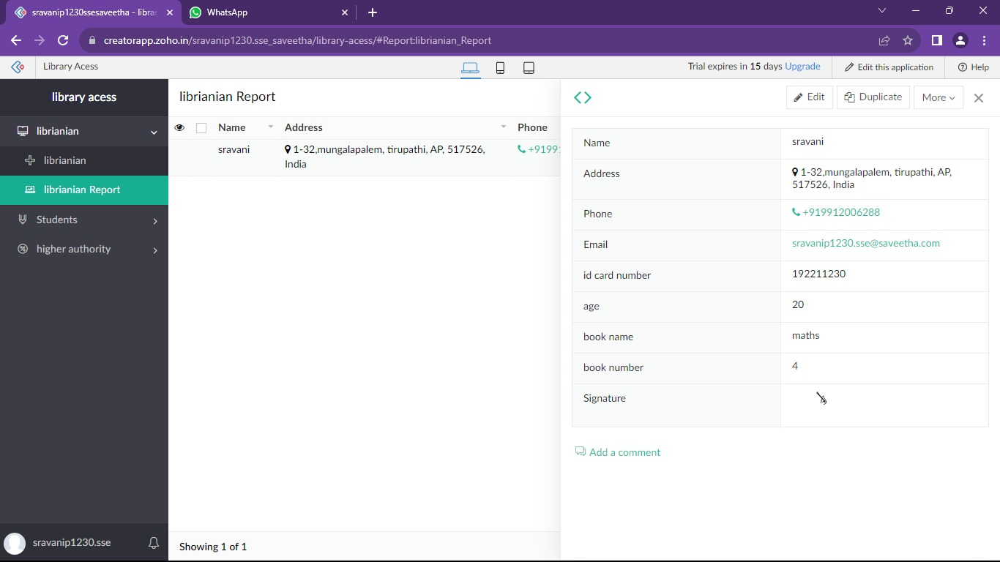 sravanip1230ssesaveetha - libra
WhatsApp
creatorapp.zoho.in/sravanip1230.sse_saveetha/library-acess/#Report:librianian_Report
Library Acess
Trial expires in 15 days Upgrade
Edit this application
Help
library acess
librianian
librianian
librianian Report
Students
higher authority
sravanip1230.sse
librianian Report
Name
Address
Phone
sravani
1-32,mungalapalem, tirupathi, AP, 517526,
India
+9199
Showing 1 of 1
Edit
Duplicate
More
Name
sravani
Address
1-32,mungalapalem, tirupathi, AP,
517526, India
Phone
+919912006288
Email
sravanip1230.sse@saveetha.com
id card number
192211230
age
20
book name
maths
book number
4
Signature
Add a comment